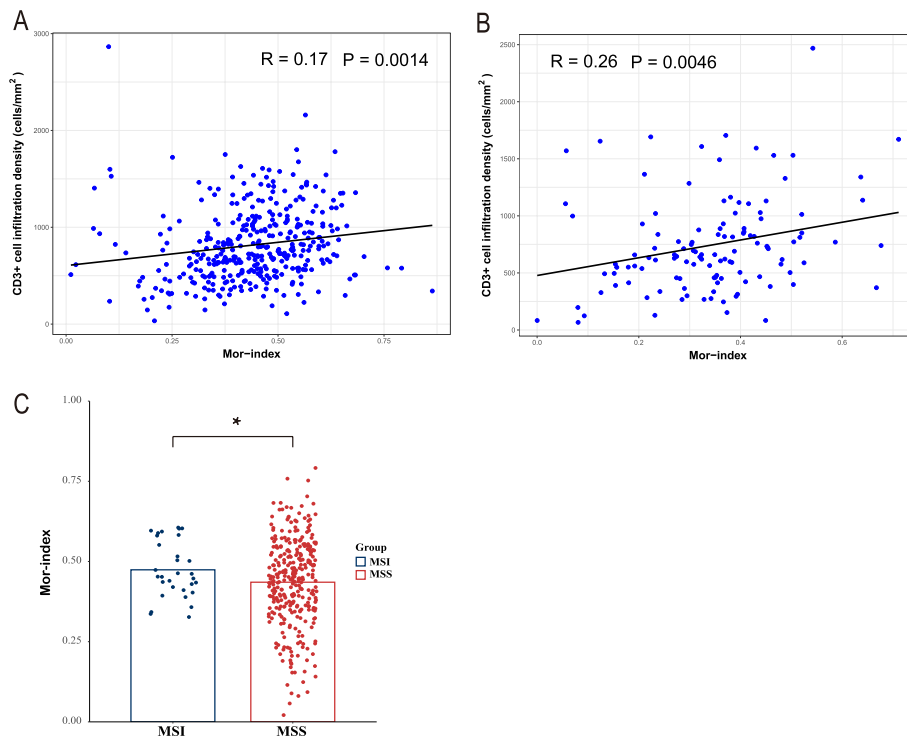 A
R = 0.17 P = 0.0014
CD3+ cell infiltration density (cells/mm²)
3000
2000
1000
0
0.00 0.25 0.50 0.75
Mor−index
B
R = 0.26 P = 0.0046
CD3+ cell infiltration density (cells/mm²)
2500
2000
1500
1000
500
0
0.0 0.2 0.4 0.6
Mor−index
C
*
Mor-index
1.00
0.75
0.50
0.25
0.00
MSI MSS
Group
MSI
MSS